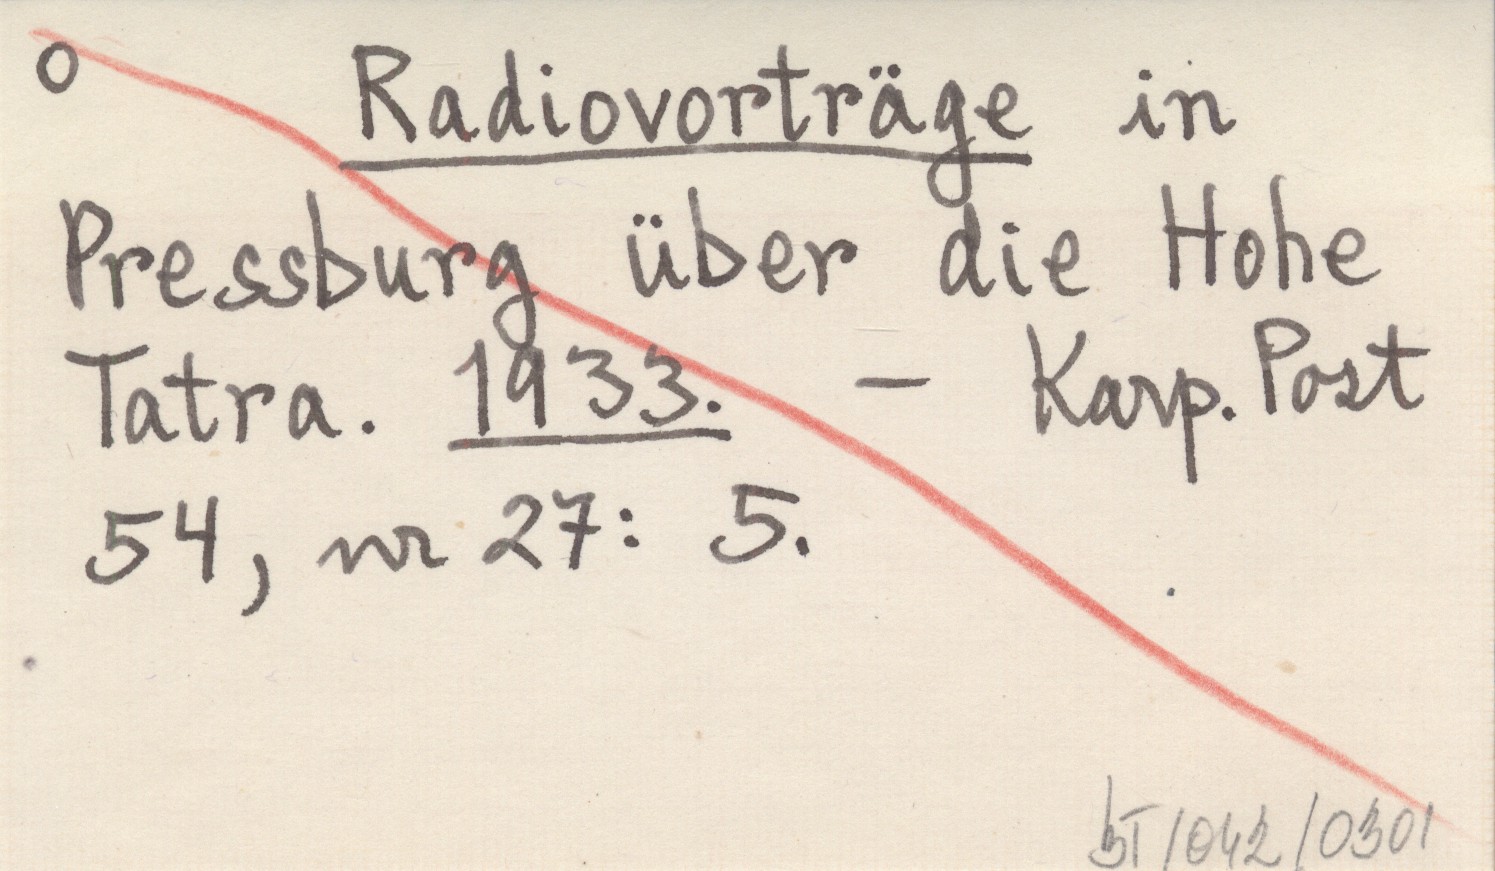 o Radiovorträge in
Pressburg über die Hohe
Tatra. 1933. – Karp. Post
54, nr 27: 5.
bT/042/0301